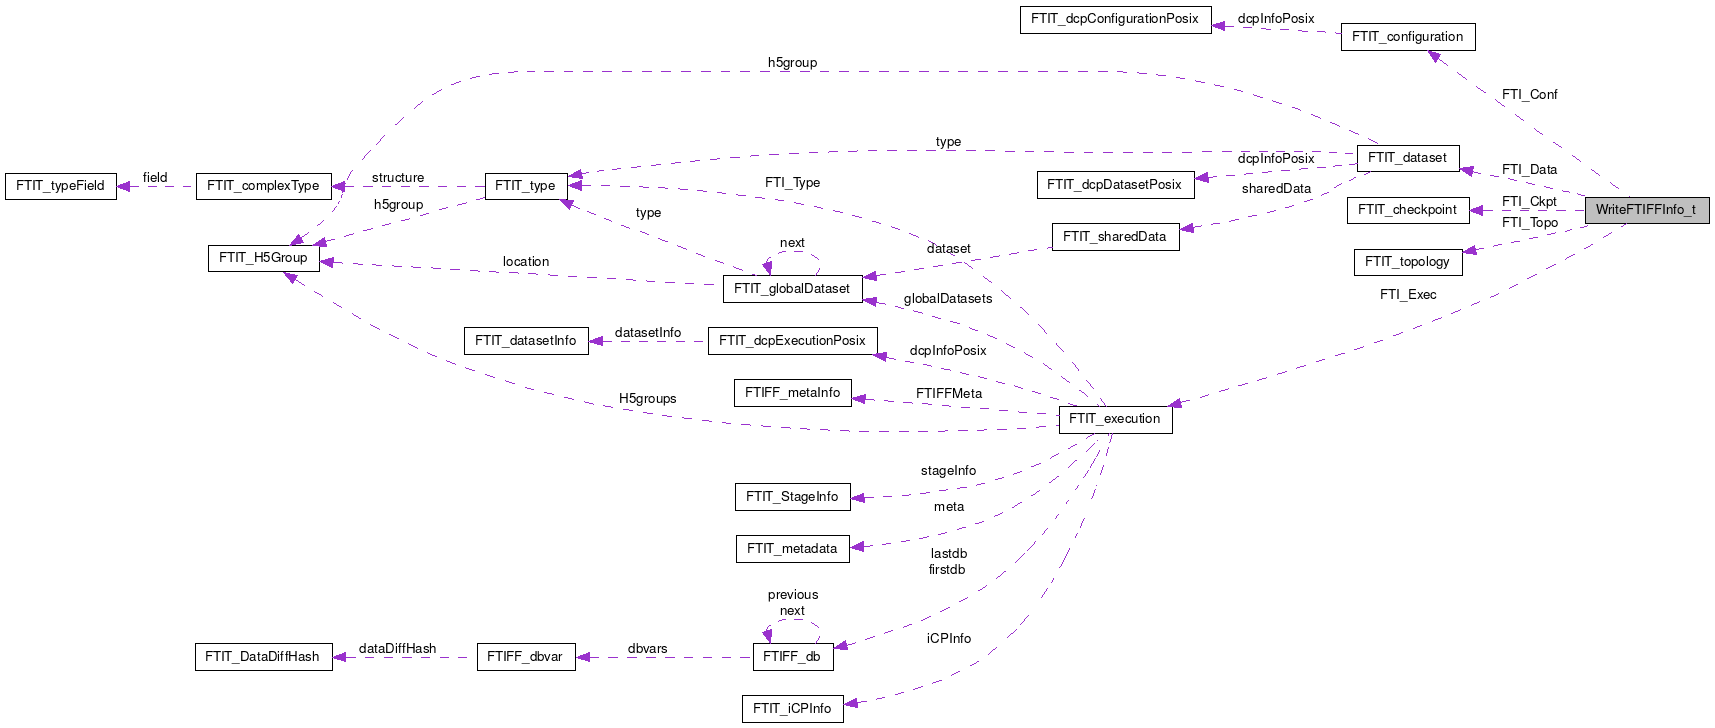 FTIT_dcpConfigurationPosix
dcpInfoPosix
FTIT_configuration
h5group
FTI_Conf
type
FTIT_dataset
dcpInfoPosix
FTI_Data
FTIT_typeField
field
FTIT_complexType
structure
FTIT_type
FTI_Type
FTIT_dcpDatasetPosix
sharedData
h5group
type
FTIT_checkpoint
FTI_Ckpt
WriteFTIFFInfo_t
FTI_Topo
FTIT_sharedData
next
dataset
FTIT_H5Group
location
FTIT_topology
FTIT_globalDataset
globalDatasets
FTI_Exec
FTIT_datasetInfo
datasetInfo
FTIT_dcpExecutionPosix
dcpInfoPosix
FTIFF_metaInfo
FTIFFMeta
H5groups
FTIT_execution
stageInfo
FTIT_StageInfo
meta
FTIT_metadata
lastdb
firstdb
previous
next
iCPInfo
FTIT_DataDiffHash
dataDiffHash
FTIFF_dbvar
dbvars
FTIFF_db
FTIT_iCPInfo